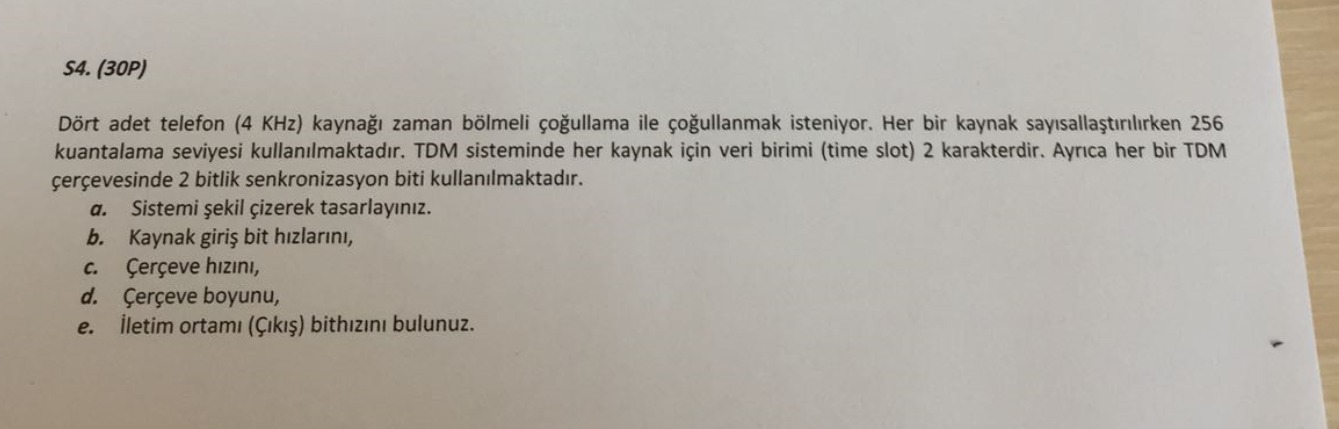 S4. (30P)
Dört adet telefon (4 KHz) kaynağı zaman bölmeli çoğullama ile çoğullanmak isteniyor. Her bir kaynak sayısallaştırılırken 256
kuantalama seviyesi kullanılmaktadır. TDM sisteminde her kaynak için veri birimi (time slot) 2 karakterdir. Ayrıca her bir TDM
çerçevesinde 2 bitlik senkronizasyon biti kullanılmaktadır.
a. Sistemi şekil çizerek tasarlayınız.
b. Kaynak giriş bit hızlarını,
c. Çerçeve hızını,
d. Çerçeve boyunu,
e. İletim ortamı (Çıkış) bithızını bulunuz.